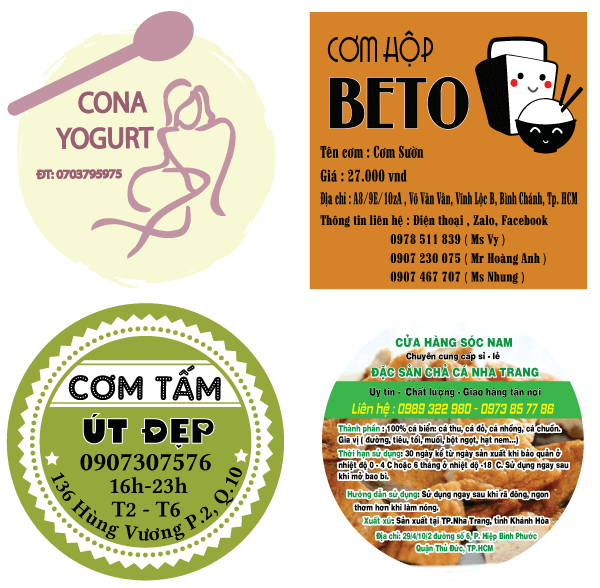 CONA
YOGURT
ĐT: 0703795975
CƠM HỘP
BETO
Tên cơm : Cơm Sườn
Giá : 27.000 vnd
Địa chỉ : A8/9E/10zA , Võ Văn Vân, Vĩnh Lộc B, Bình Chánh, Tp. HCM
Thông tin liên hệ : Điện thoại , Zalo, Facebook
0978 511 839 ( Ms Vy )
0907 230 075 ( Mr Hoàng Anh )
0907 467 707 ( Ms Nhung )
CƠM TẤM
ÚT ĐẸP
0907307576
16h-23h
T2 - T6
136 Hùng Vương P.2, Q.10
CỬA HÀNG SÓC NAM
Chuyên cung cấp sỉ - lẻ
ĐẶC SẢN CHẢ CÁ NHA TRANG
Uy tín - Chất lượng - Giao hàng tận nơi
Liên hệ : 0989 322 980 - 0973 85 77 86
Thành phần : 100% cá biển: cá thu, cá đỏ, cá nhồng, cá chuồn.
Gia vị ( đường, tiêu, tỏi, muối, bột ngọt, hạt nem...)
Thời hạn sử dụng: 30 ngày kể từ ngày sản xuất khi bảo quản ở
nhiệt độ 0 - 4 C hoặc 6 tháng ở nhiệt độ -18 C. Sử dụng ngay sau
khi mở bao bì.
Hướng dẫn sử dụng: Sử dụng ngay sau khi rã đông, ngon
thơm hơn khi làm nóng.
Xuất xứ: Sản xuất tại TP.Nha Trang, tỉnh Khánh Hòa
Địa chỉ: 29/4/10/2 đường số 6, P. Hiệp Bình Phước
Quận Thủ Đức, TP.HCM